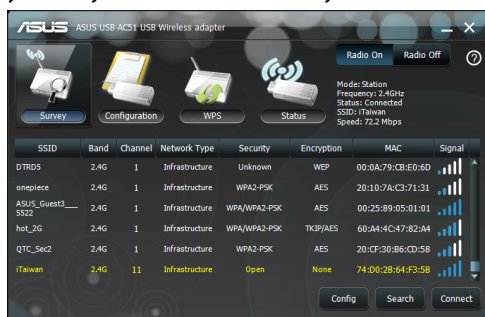 ASUS ASUS USB-AC51 USB Wireless adapter
Radio On Radio Off
Mode: Station
Frequency: 2.4GHz
Status: Connected
SSID: iTaiwan
Speed: 72.2 Mbps
Survey Configuration WPS Status
SSID Band Channel Network Type Security Encryption MAC Signal
DTRD5 2.4G 1 Infrastructure Unknown WEP 00:0A:79:CB:E0:6D
onepiece 2.4G 1 Infrastructure WPA2-PSK AES 20:10:7A:C3:71:31
ASUS_Guest3__
5522 2.4G 1 Infrastructure WPA/WPA2-PSK AES 00:25:89:05:01:01
hot_2G 2.4G 1 Infrastructure WPA/WPA2-PSK TKIP/AES 60:A4:4C:47:82:A4
QTC_Sec2 2.4G 1 Infrastructure WPA2-PSK AES 20:CF:30:B6:CD:58
iTaiwan 2.4G 11 Infrastructure Open None 74:D0:2B:64:F3:5B
Config Search Connect